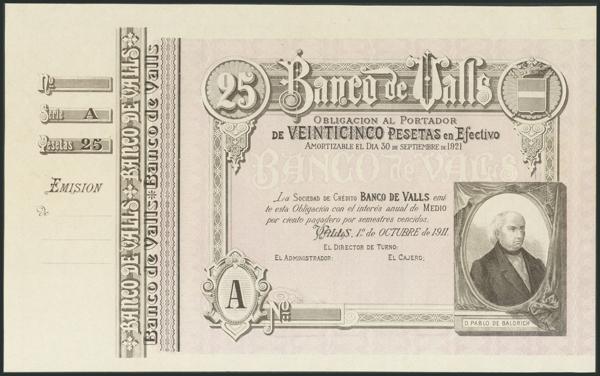 Nº
Serie A
Pesetas 25
EMISION
de
BANCO DE VALLS BANCO DE VALLS
Banco de Valls Banco de Valls
25
Banco de Valls
OBLIGACION AL PORTADOR
DE VEINTICINCO PESETAS en Efectivo
AMORTIZABLE EL DIA 30 DE SEPTIEMBRE DE 1921
BANCO DE VALLS
La SOCIEDAD DE CRÉDITO BANCO DE VALLS emi
te esta Obligación con el interés anual de MEDIO
por ciento pagadero por semestres vencidos.
VALLS, 1º de OCTUBRE de 1911
EL DIRECTOR DE TURNO:
EL ADMINISTRADOR: EL CAJERO;
A Nº
D. PABLO DE BALDRICH